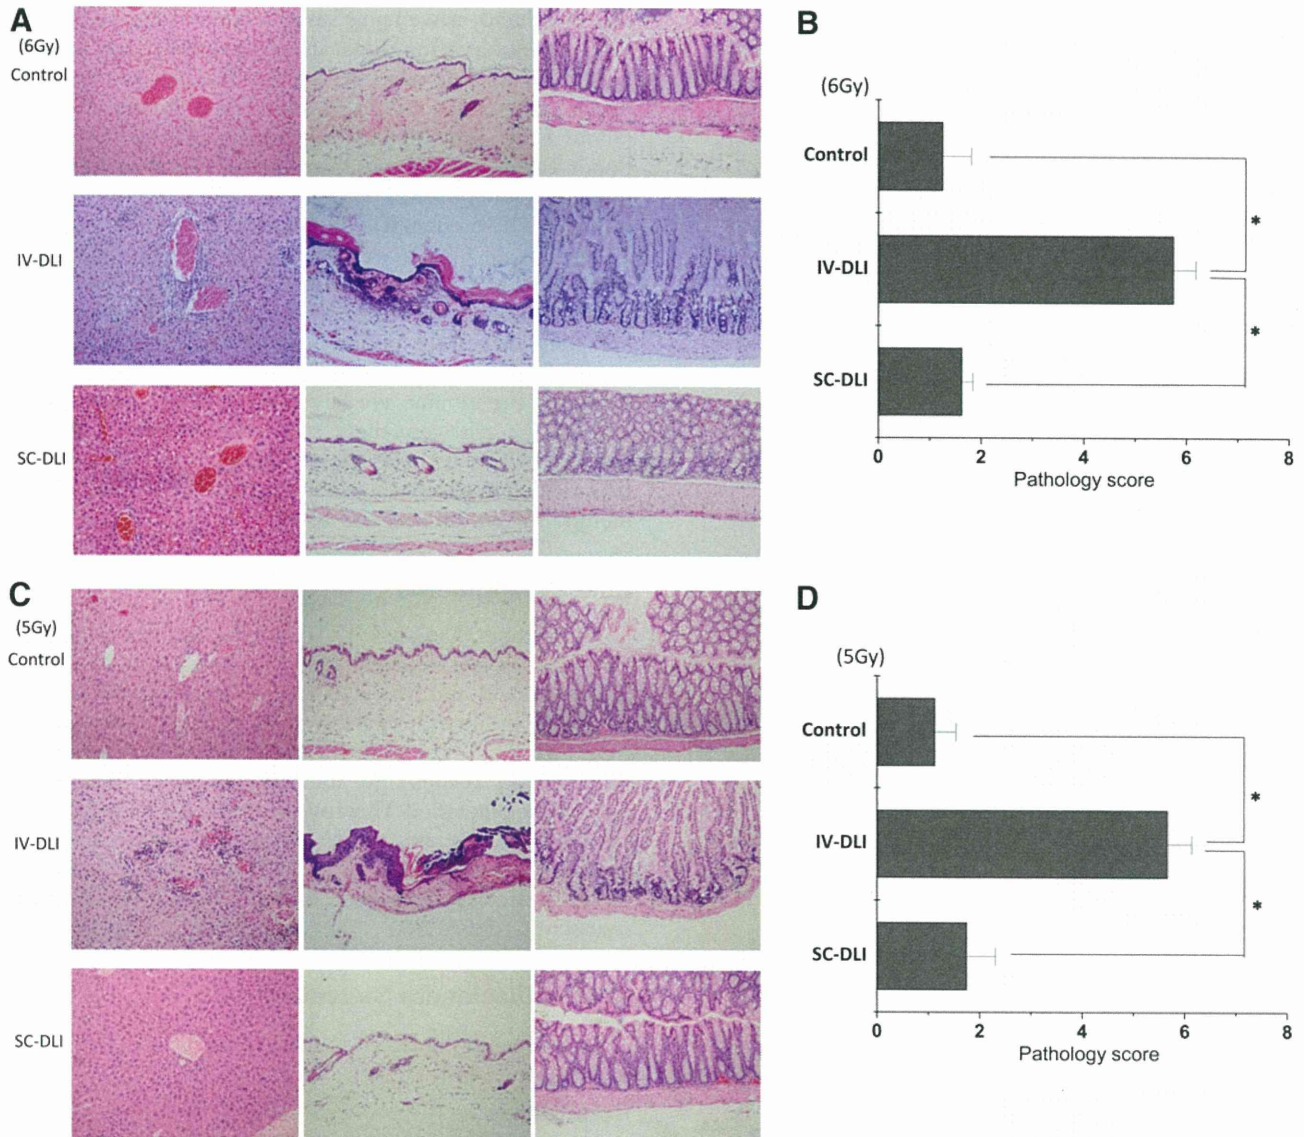 A
(6Gy)
Control
IV-DLI
SC-DLI
B
(6Gy)
Control
*
IV-DLI
*
SC-DLI
0 2 4 6 8
Pathology score
C
(5Gy)
Control
IV-DLI
SC-DLI
D
(5Gy)
Control
*
IV-DLI
*
SC-DLI
0 2 4 6 8
Pathology score